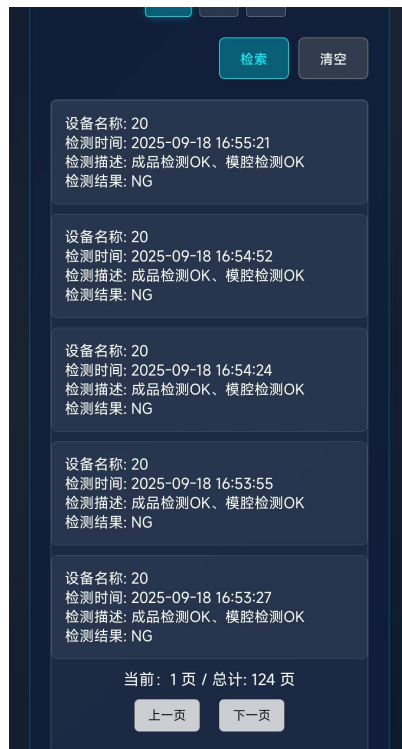 检索
清空
设备名称: 20
检测时间: 2025-09-18 16:55:21
检测描述: 成品检测OK、模腔检测OK
检测结果: NG
设备名称: 20
检测时间: 2025-09-18 16:54:52
检测描述: 成品检测OK、模腔检测OK
检测结果: NG
设备名称: 20
检测时间: 2025-09-18 16:54:24
检测描述: 成品检测OK、模腔检测OK
检测结果: NG
设备名称: 20
检测时间: 2025-09-18 16:53:55
检测描述: 成品检测OK、模腔检测OK
检测结果: NG
设备名称: 20
检测时间: 2025-09-18 16:53:27
检测描述: 成品检测OK、模腔检测OK
检测结果: NG
当前: 1 页 / 总计: 124 页
上一页
下一页